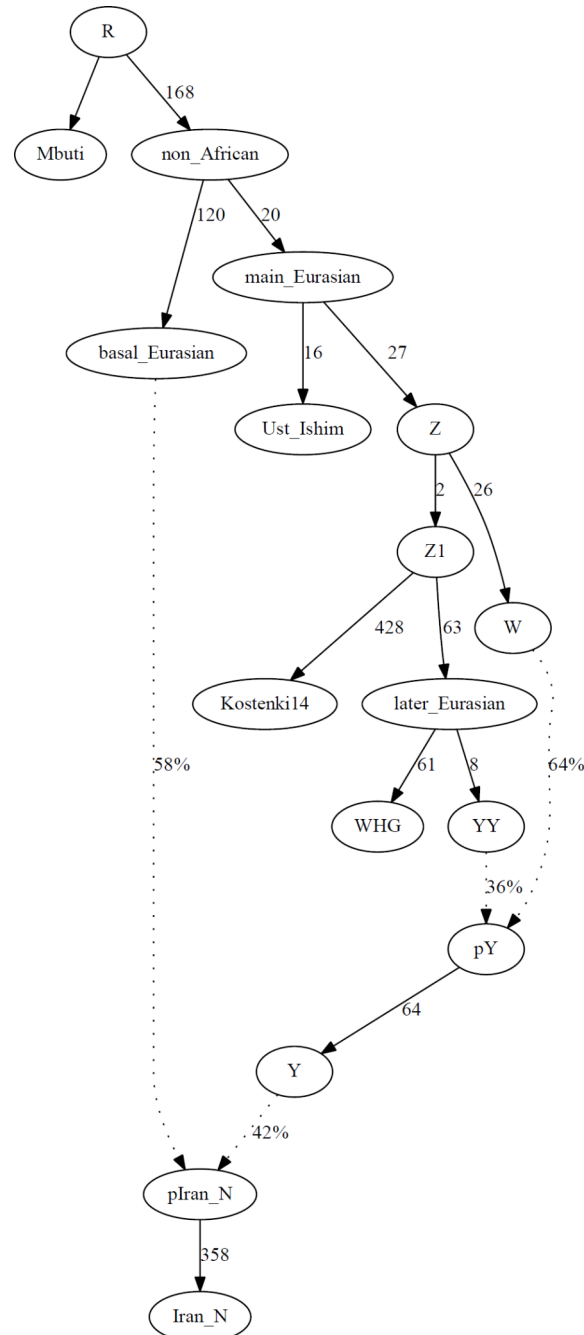 R
168
Mbuti
non_African
120
20
main_Eurasian
16
27
basal_Eurasian
Ust_Ishim
Z
2
26
Z1
428
63
W
Kostenki14
later_Eurasian
58%
61
8
64%
WHG
YY
36%
pY
64
Y
42%
pIran_N
358
Iran_N